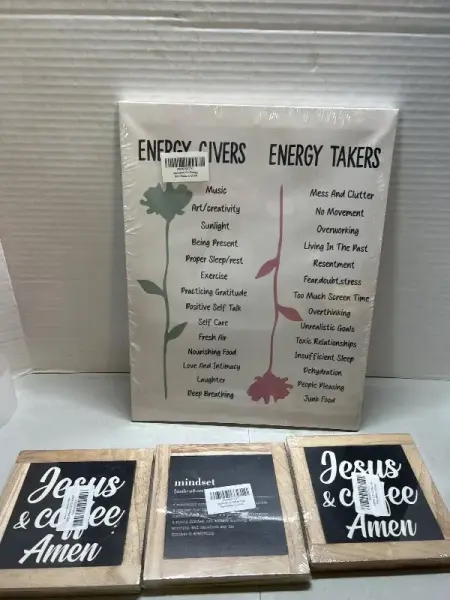 ENERGY GIVERS
Music
Art/creativity
Sunlight
Being Present
Proper Sleep/rest
Exercise
Practicing Gratitude
Positive Self Talk
Self Care
Fresh Air
Nourishing Food
Love And Intimacy
Laughter
Deep Breathing
ENERGY TAKERS
Mess And Clutter
No Movement
Overworking
Living In The Past
Resentment
Fear,doubt,stress
Too Much Screen Time
Overthinking
Unrealistic Goals
Toxic Relationships
Insufficient Sleep
Dehydration
People Pleasing
Junk Food
Jesus
& coffee
Amen
mindset
Jesus
& coffee
Amen